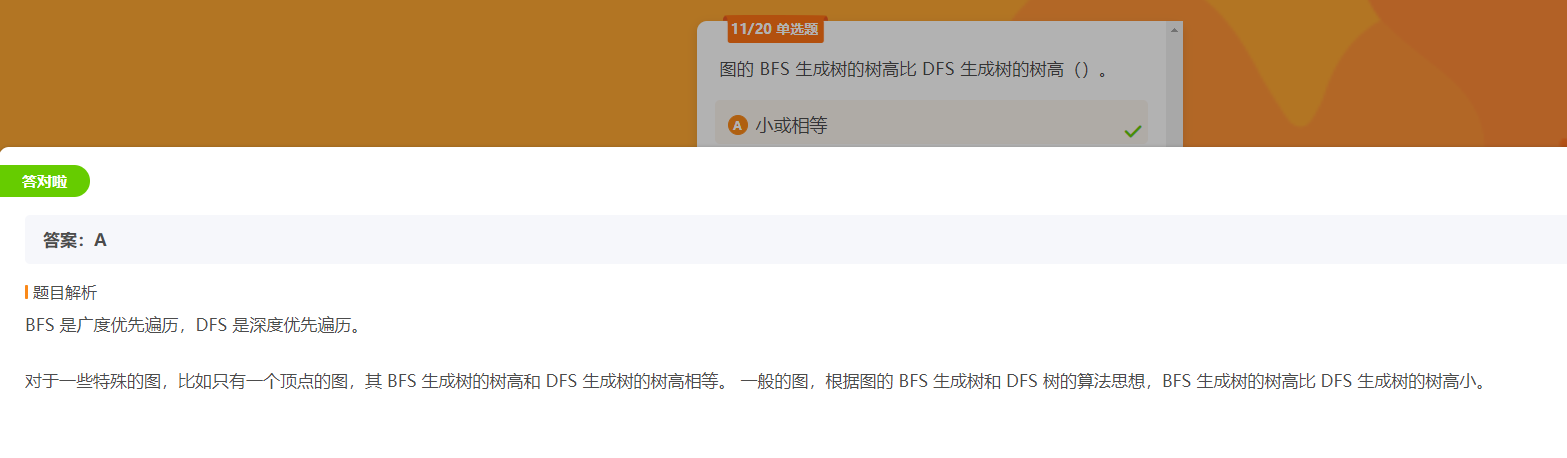 11/20 单选题
图的 BFS 生成树的树高比 DFS 生成树的树高（）。
A 小或相等
答对啦
答案：A
题目解析
BFS 是广度优先遍历，DFS 是深度优先遍历。
对于一些特殊的图，比如只有一个顶点的图，其 BFS 生成树的树高和 DFS 生成树的树高相等。 一般的图，根据图的 BFS 生成树和 DFS 树的算法思想，BFS 生成树的树高比 DFS 生成树的树高小。